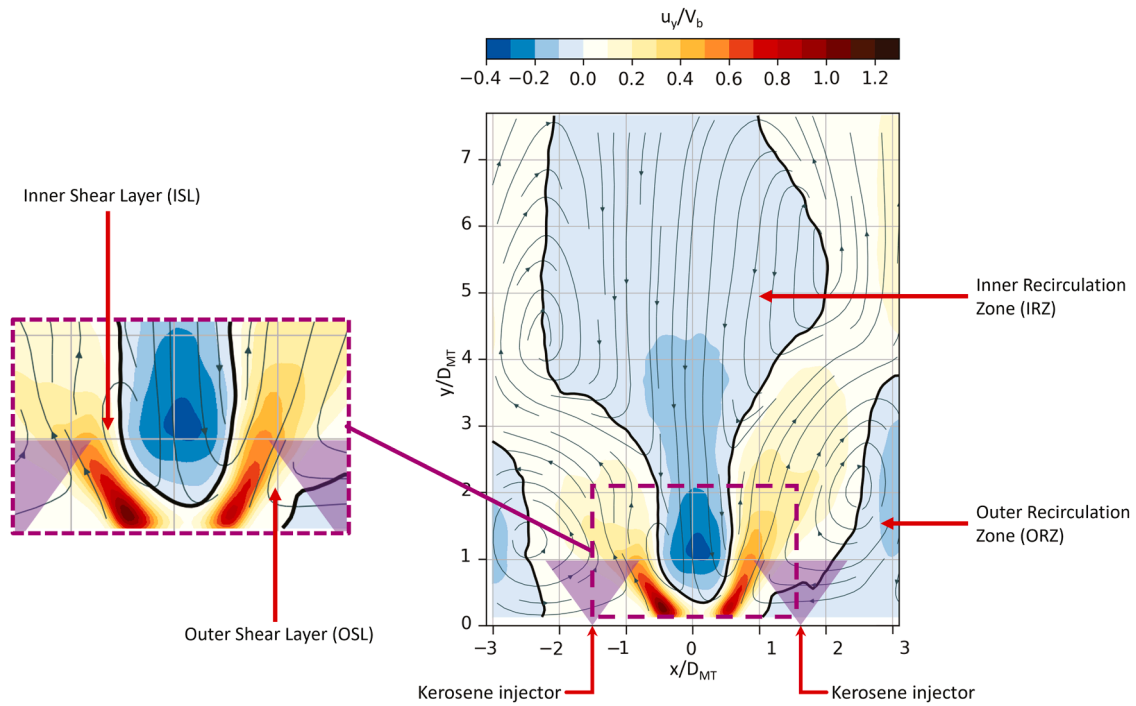 u_y/V_b
−0.4 −0.2 0.0 0.2 0.4 0.6 0.8 1.0 1.2
Inner Shear Layer (ISL)
Outer Shear Layer (OSL)
y/D_MT
7
6
5
4
3
2
1
0
−3 −2 −1 0 1 2 3
x/D_MT
Inner Recirculation
Zone (IRZ)
Outer Recirculation
Zone (ORZ)
Kerosene injector
Kerosene injector